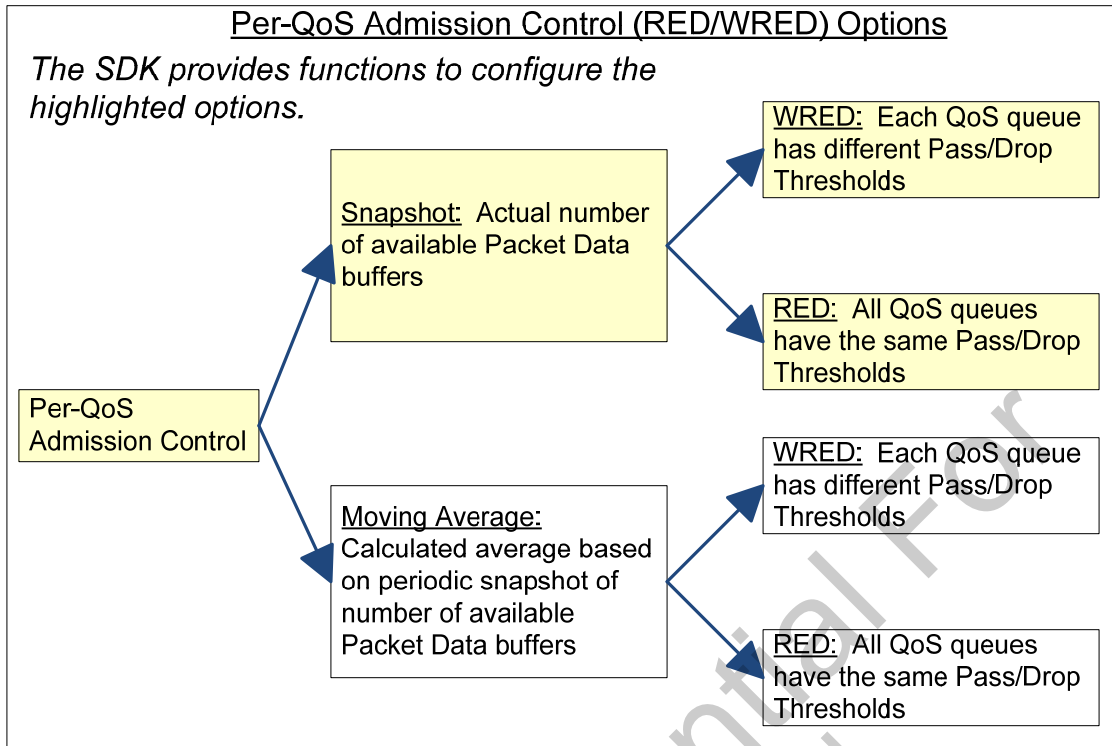 Per-QoS Admission Control (RED/WRED) Options
The SDK provides functions to configure the
highlighted options.
WRED: Each QoS queue
has different Pass/Drop
Thresholds
Snapshot: Actual number
of available Packet Data
buffers
RED: All QoS queues
have the same Pass/Drop
Thresholds
Per-QoS
Admission Control
WRED: Each QoS queue
has different Pass/Drop
Thresholds
Moving Average:
Calculated average based
on periodic snapshot of
number of available
Packet Data buffers
RED: All QoS queues
have the same Pass/Drop
Thresholds
ntial For